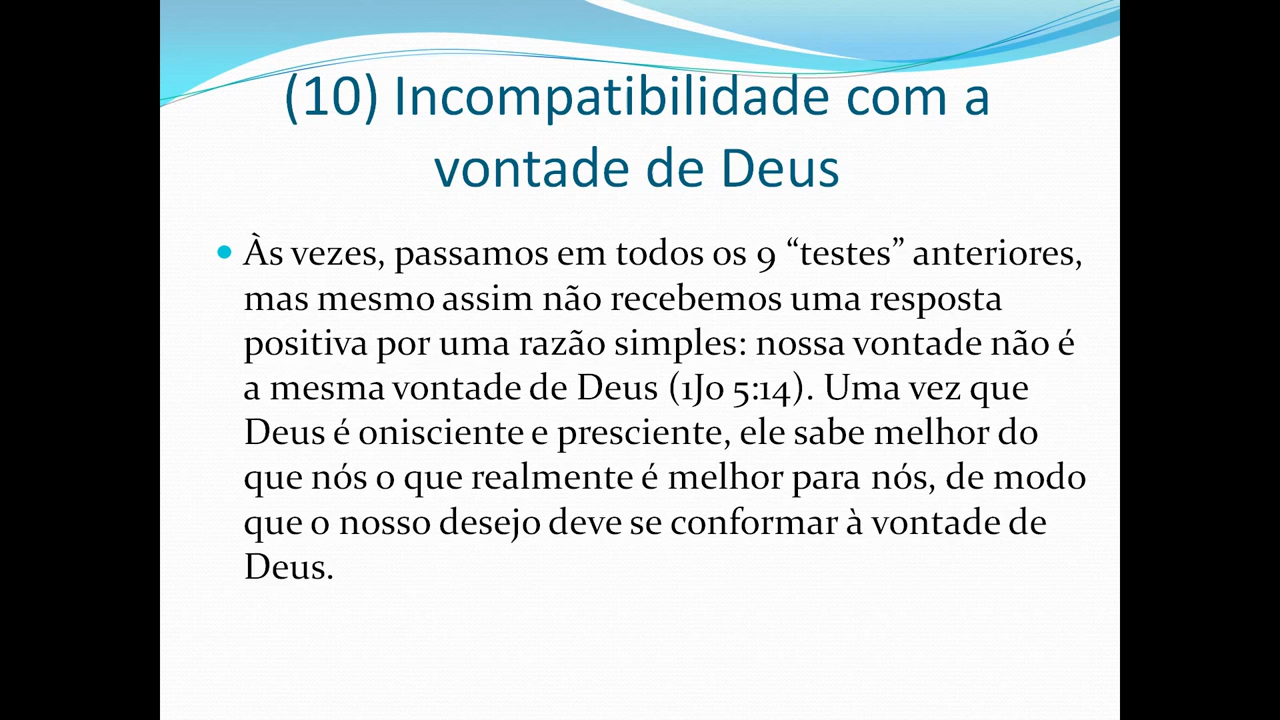 (10) Incompatibilidade com a
vontade de Deus
• Às vezes, passamos em todos os 9 “testes” anteriores,
mas mesmo assim não recebemos uma resposta
positiva por uma razão simples: nossa vontade não é
a mesma vontade de Deus (1Jo 5:14). Uma vez que
Deus é onisciente e presciente, ele sabe melhor do
que nós o que realmente é melhor para nós, de modo
que o nosso desejo deve se conformar à vontade de
Deus.